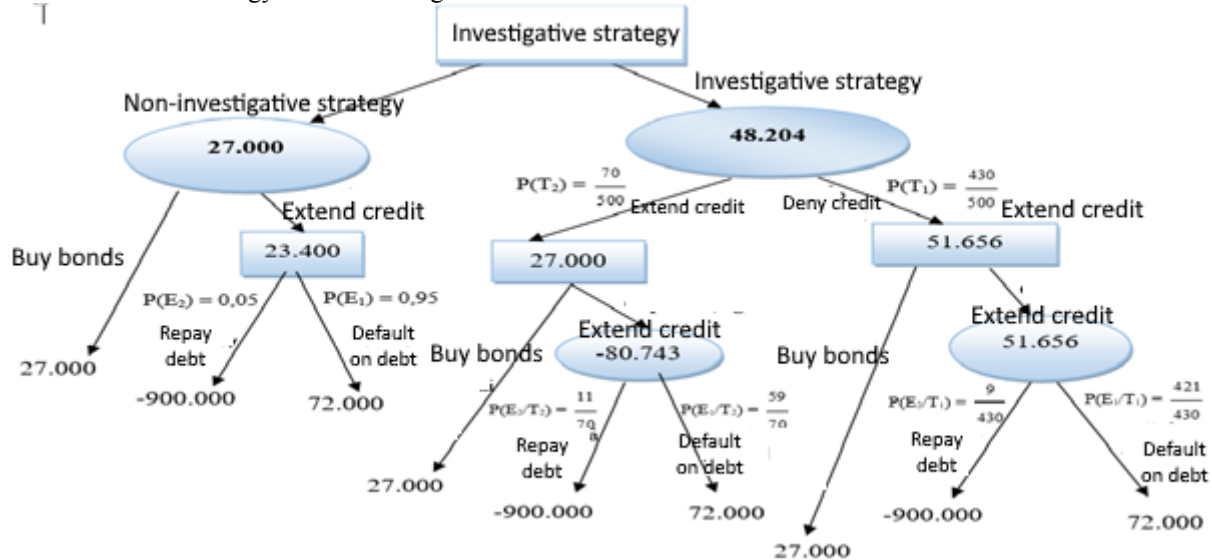 Investigative strategy
Investigative strategy
Non-investigative strategy
27.000
48.204
P(T₂) = 70/500
P(T₁) = 430/500
Extend credit
Deny credit
Extend credit
Extend credit
Buy bonds
23.400
27.000
51.656
P(E₂) = 0,05
P(E₁) = 0,95
Repay debt
Default on debt
27.000
-900.000
72.000
Buy bonds
Extend credit
-80.743
P(E₂/T₂) = 11/70
P(E₁/T₂) = 59/70
Repay debt
Default on debt
27.000
-900.000
72.000
Buy bonds
Extend credit
51.656
P(E₂/T₁) = 9/430
P(E₁/T₁) = 421/430
Repay debt
Default on debt
27.000
-900.000
72.000